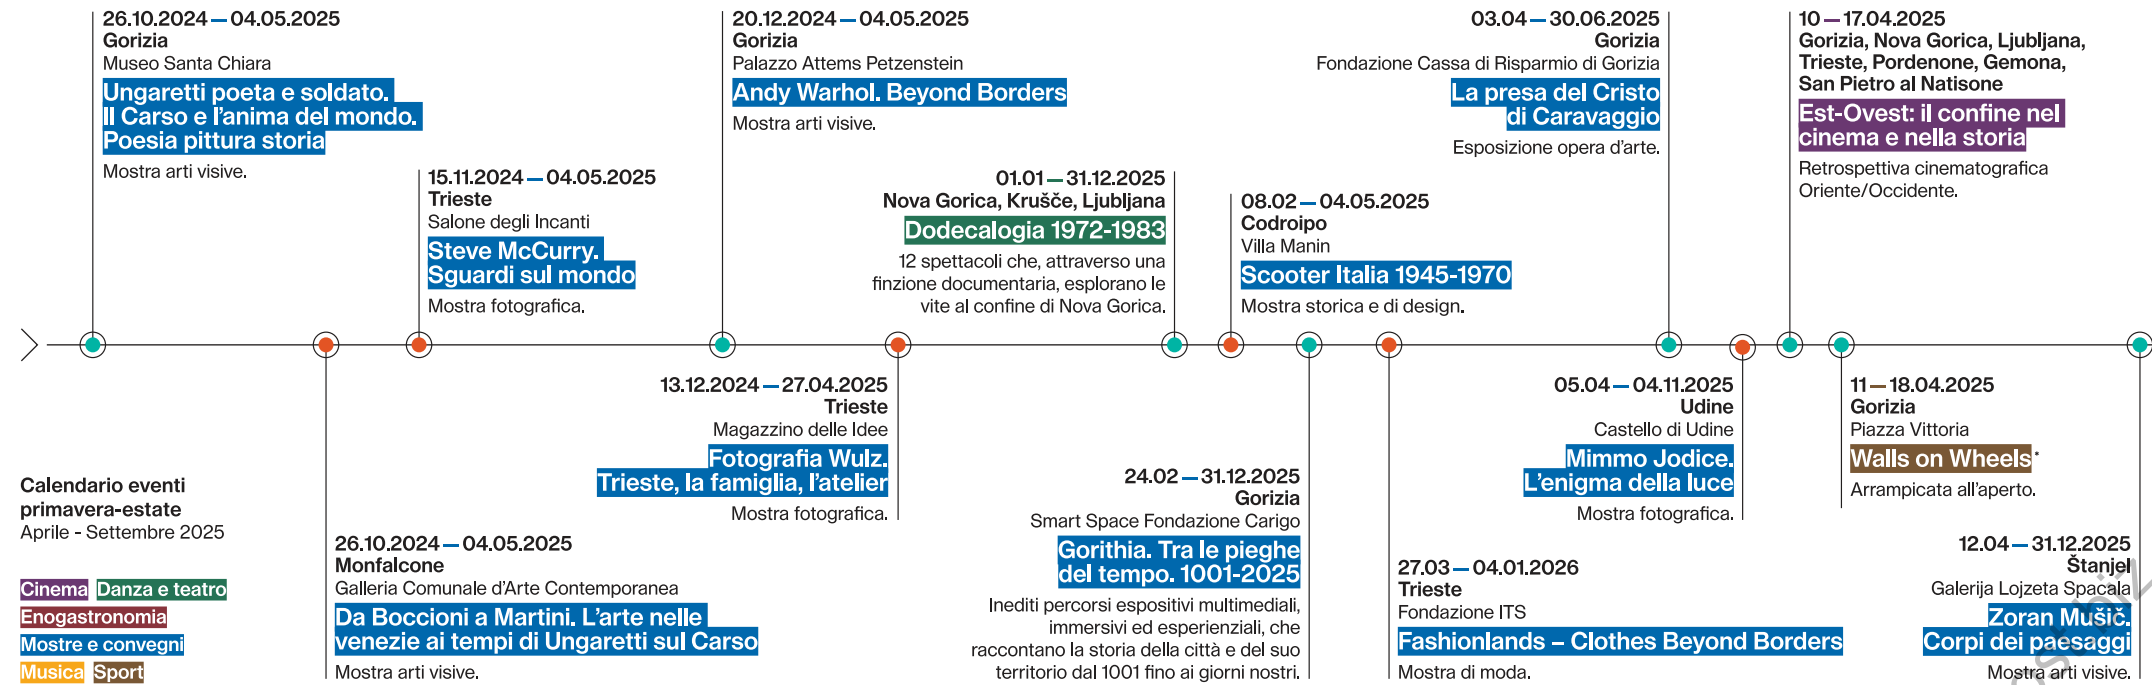 26.10.2024 — 04.05.2025
Gorizia
Museo Santa Chiara
Ungaretti poeta e soldato.
Il Carso e l'anima del mondo.
Poesia pittura storia
Mostra arti visive.
15.11.2024 — 04.05.2025
Trieste
Salone degli Incanti
Steve McCurry.
Sguardi sul mondo
Mostra fotografica.
20.12.2024 — 04.05.2025
Gorizia
Palazzo Attems Petzenstein
Andy Warhol. Beyond Borders
Mostra arti visive.
01.01 — 31.12.2025
Nova Gorica, Krušče, Ljubljana
Dodecalogia 1972-1983
12 spettacoli che, attraverso una
finzione documentaria, esplorano le
vite al confine di Nova Gorica.
08.02 — 04.05.2025
Codroipo
Villa Manin
Scooter Italia 1945-1970
Mostra storica e di design.
03.04 — 30.06.2025
Gorizia
Fondazione Cassa di Risparmio di Gorizia
La presa del Cristo
di Caravaggio
Esposizione opera d'arte.
10 — 17.04.2025
Gorizia, Nova Gorica, Ljubljana,
Trieste, Pordenone, Gemona,
San Pietro al Natisone
Est-Ovest: il confine nel
cinema e nella storia
Retrospettiva cinematografica
Oriente/Occidente.
Calendario eventi
primavera-estate
Aprile - Settembre 2025
Cinema Danza e teatro
Enogastronomia
Mostre e convegni
Musica Sport
26.10.2024 — 04.05.2025
Monfalcone
Galleria Comunale d'Arte Contemporanea
Da Boccioni a Martini. L'arte nelle
venezie ai tempi di Ungaretti sul Carso
Mostra arti visive.
13.12.2024 — 27.04.2025
Trieste
Magazzino delle Idee
Fotografia Wulz.
Trieste, la famiglia, l'atelier
Mostra fotografica.
24.02 — 31.12.2025
Gorizia
Smart Space Fondazione Carigo
Gorithia. Tra le pieghe
del tempo. 1001-2025
Inediti percorsi espositivi multimediali,
immersivi ed esperienziali, che
raccontano la storia della città e del suo
territorio dal 1001 fino ai giorni nostri.
27.03 — 04.01.2026
Trieste
Fondazione ITS
Fashionlands – Clothes Beyond Borders
Mostra di moda.
05.04 — 04.11.2025
Udine
Castello di Udine
Mimmo Jodice.
L'enigma della luce
Mostra fotografica.
11 — 18.04.2025
Gorizia
Piazza Vittoria
Walls on Wheels*
Arrampicata all'aperto.
12.04 — 31.12.2025
Štanjel
Galerija Lojzeta Spacala
Zoran Mušič.
Corpi dei paesaggi
Mostra arti visive.